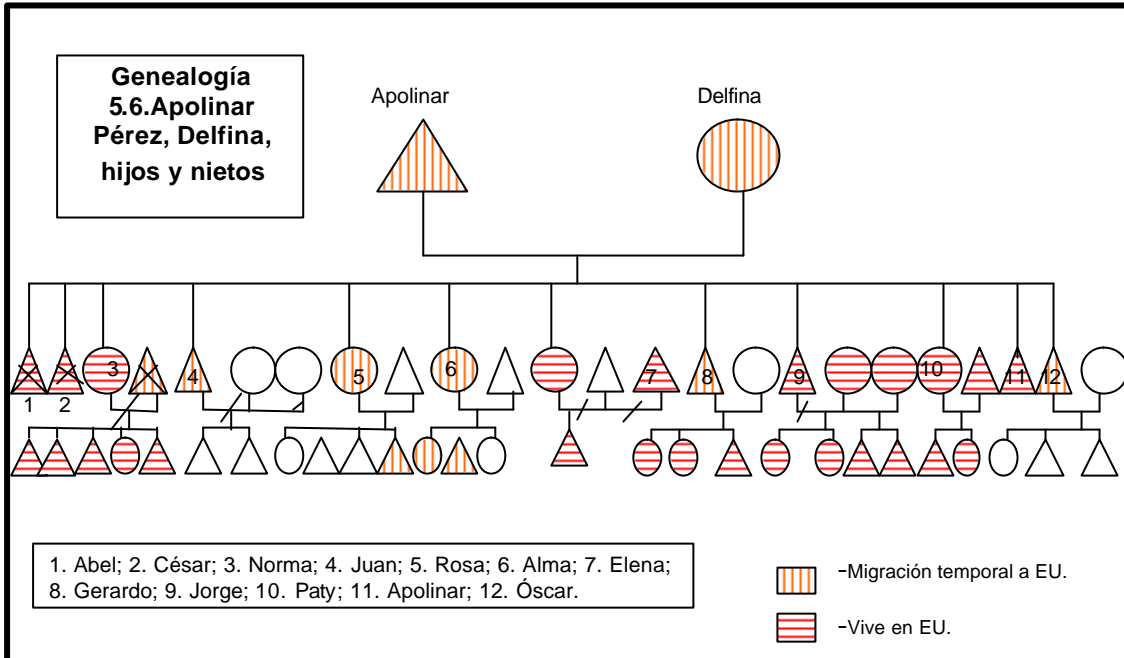 Genealogía
5.6.Apolinar
Pérez, Delfina,
hijos y nietos
Apolinar
Delfina
3
4
5
6
7
8
9
10
11
12
1
2
1. Abel; 2. César; 3. Norma; 4. Juan; 5. Rosa; 6. Alma; 7. Elena;
8. Gerardo; 9. Jorge; 10. Paty; 11. Apolinar; 12. Óscar.
-Migración temporal a EU.
-Vive en EU.